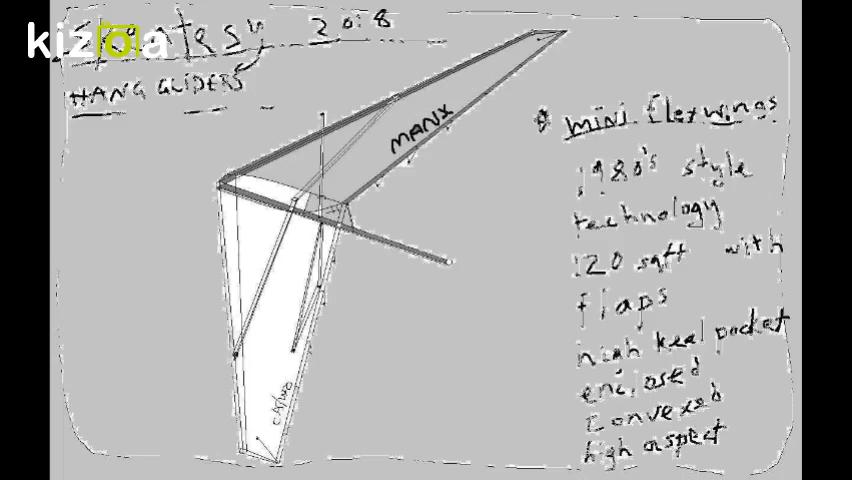 kizoa
2018
HANG GLIDERS
MANX
* mini flexwings
1980's style
technology
120 sqft with
flaps
high keal pocket
enclosed
convexed
high aspect